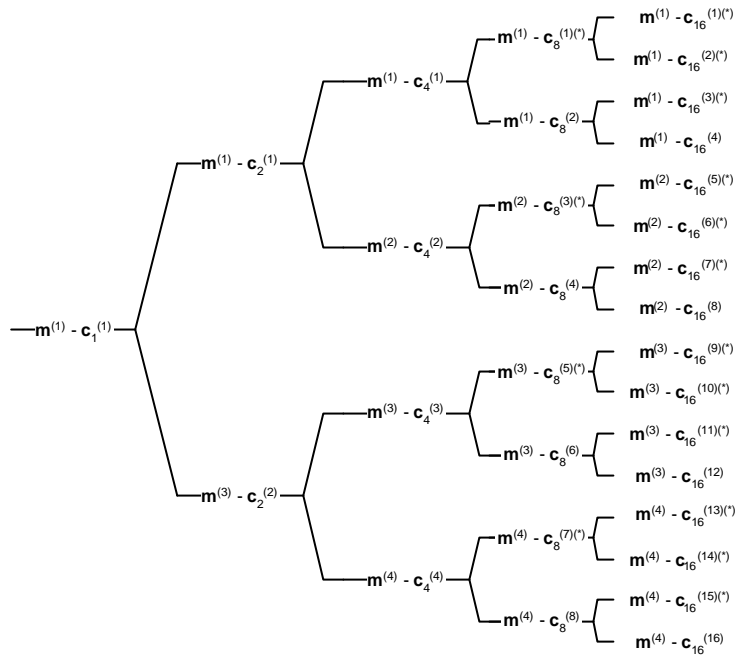 m(1) - c16(1)(*)
m(1) - c8(1)(*)
m(1) - c16(2)(*)
m(1) - c4(1)
m(1) - c16(3)(*)
m(1) - c8(2)
m(1) - c16(4)
m(1) - c2(1)
m(2) - c16(5)(*)
m(2) - c8(3)(*)
m(2) - c16(6)(*)
m(2) - c4(2)
m(2) - c16(7)(*)
m(2) - c8(4)
m(2) - c16(8)
m(1) - c1(1)
m(3) - c16(9)(*)
m(3) - c8(5)(*)
m(3) - c16(10)(*)
m(3) - c4(3)
m(3) - c16(11)(*)
m(3) - c8(6)
m(3) - c16(12)
m(3) - c2(2)
m(4) - c16(13)(*)
m(4) - c8(7)(*)
m(4) - c16(14)(*)
m(4) - c4(4)
m(4) - c16(15)(*)
m(4) - c8(8)
m(4) - c16(16)